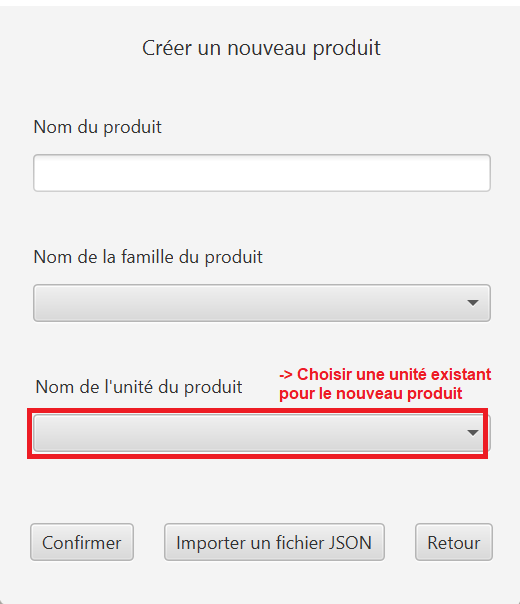 Créer un nouveau produit
Nom du produit
Nom de la famille du produit
Nom de l'unité du produit
-> Choisir une unité existant
pour le nouveau produit
Confirmer
Importer un fichier JSON
Retour